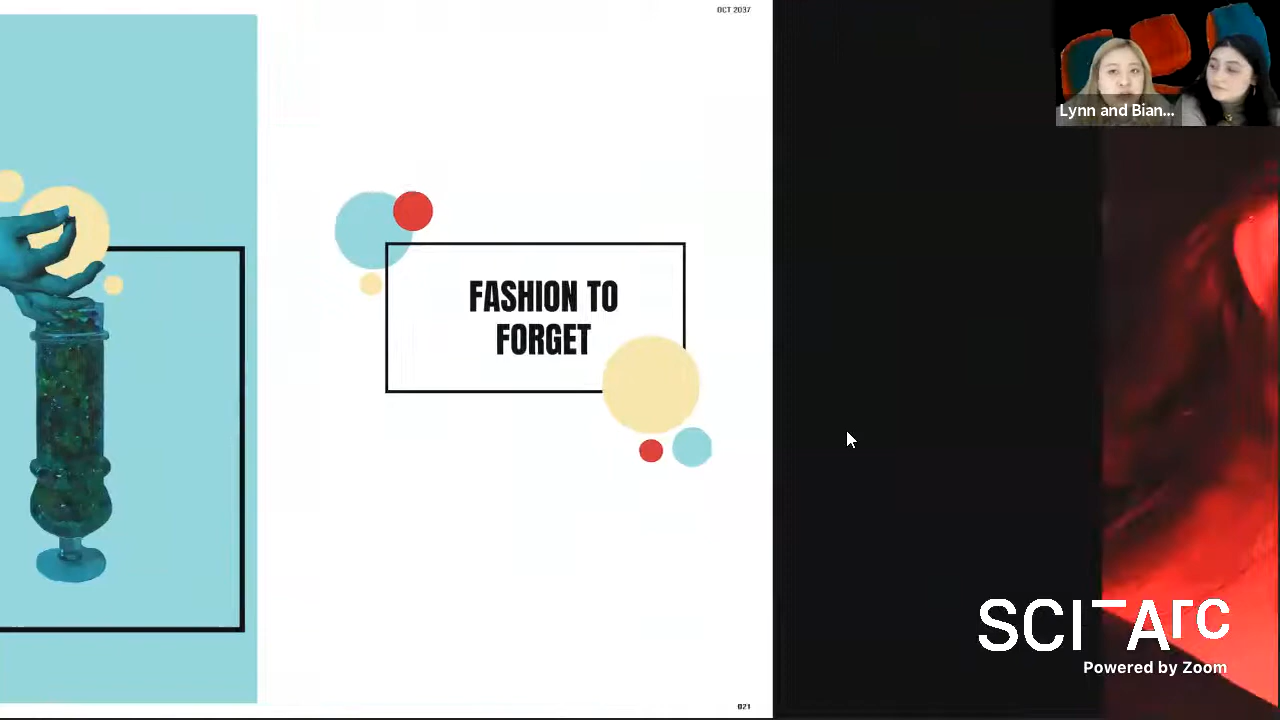 OCT 2037
Lynn and Bian...
FASHION TO
FORGET
SCI-Arc
Powered by Zoom
021